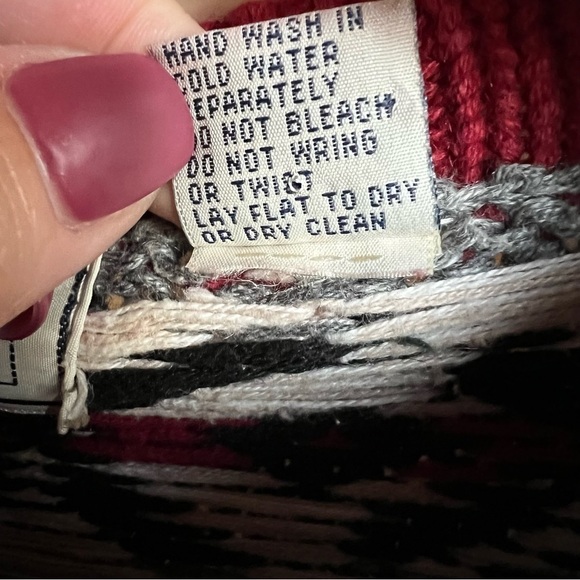 HAND WASH IN
COLD WATER
SEPARATELY
DO NOT BLEACH
DO NOT WRING
OR TWIST
LAY FLAT TO DRY
OR DRY CLEAN